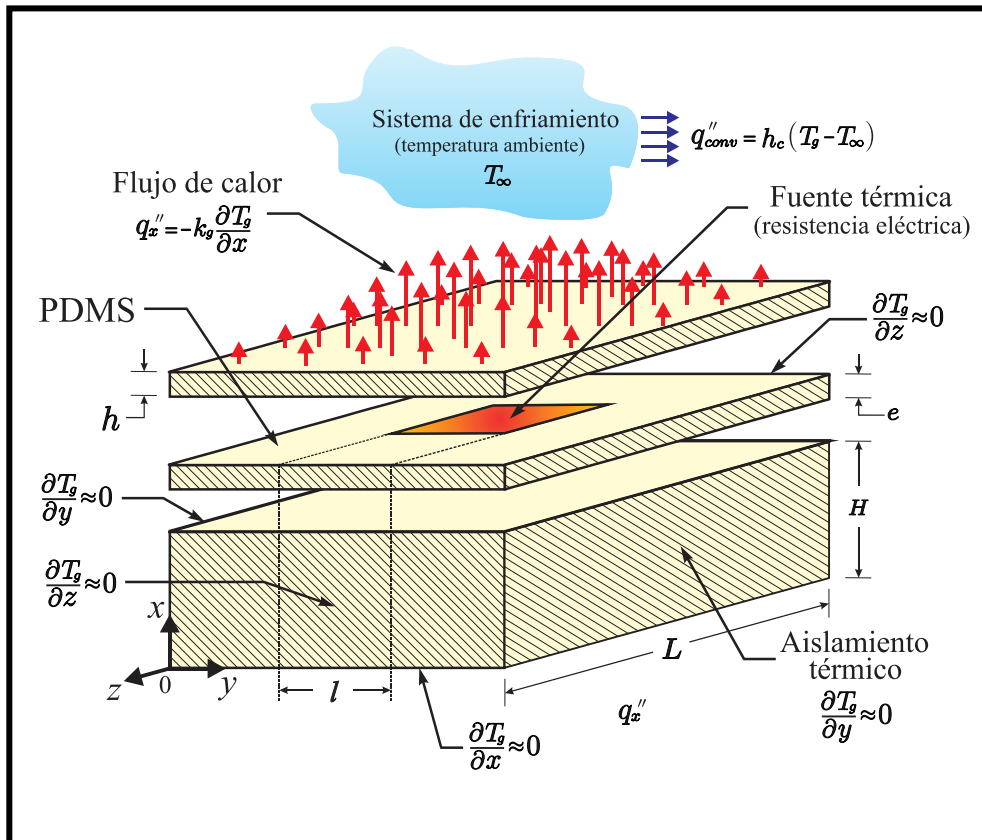 Sistema de enfriamiento
(temperatura ambiente)
T∞
q″conv = hc (Tg − T∞)
Flujo de calor
q″x = −kg ∂Tg/∂x
Fuente térmica
(resistencia eléctrica)
PDMS
∂Tg/∂z ≈ 0
h
e
∂Tg/∂y ≈ 0
H
∂Tg/∂z ≈ 0
x
z
0
y
l
L
Aislamiento
térmico
∂Tg/∂y ≈ 0
qx″
∂Tg/∂x ≈ 0